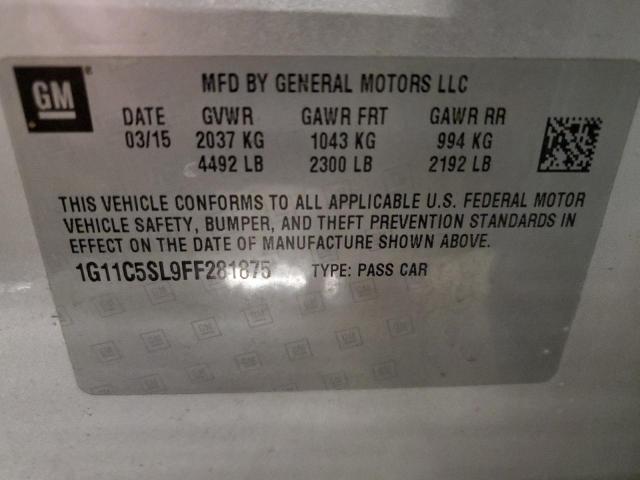 GM
MFD BY GENERAL MOTORS LLC
DATE GVWR GAWR FRT GAWR RR
03/15 2037 KG 1043 KG 994 KG
4492 LB 2300 LB 2192 LB
THIS VEHICLE CONFORMS TO ALL APPLICABLE U.S. FEDERAL MOTOR
VEHICLE SAFETY, BUMPER, AND THEFT PREVENTION STANDARDS IN
EFFECT ON THE DATE OF MANUFACTURE SHOWN ABOVE.
1G11C5SL9FF281875 TYPE: PASS CAR